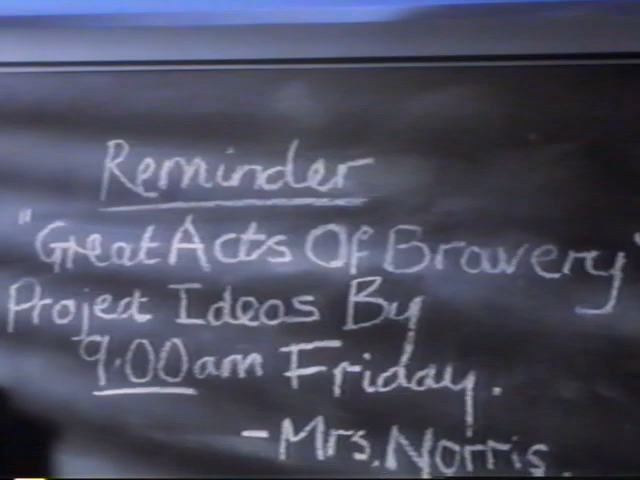 Reminder
"Great Acts Of Bravery"
Project Ideas By
9.00am Friday.
- Mrs. Norris.